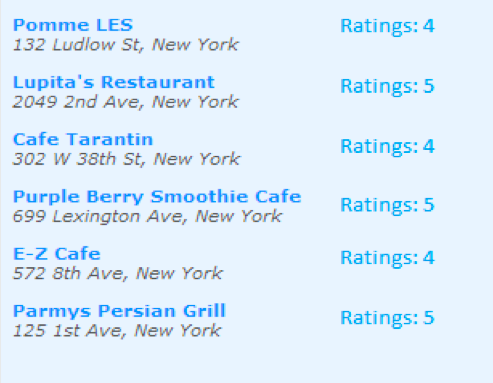 Pomme LES Ratings: 4
132 Ludlow St, New York
Lupita's Restaurant Ratings: 5
2049 2nd Ave, New York
Cafe Tarantin Ratings: 4
302 W 38th St, New York
Purple Berry Smoothie Cafe Ratings: 5
699 Lexington Ave, New York
E-Z Cafe Ratings: 4
572 8th Ave, New York
Parmys Persian Grill Ratings: 5
125 1st Ave, New York